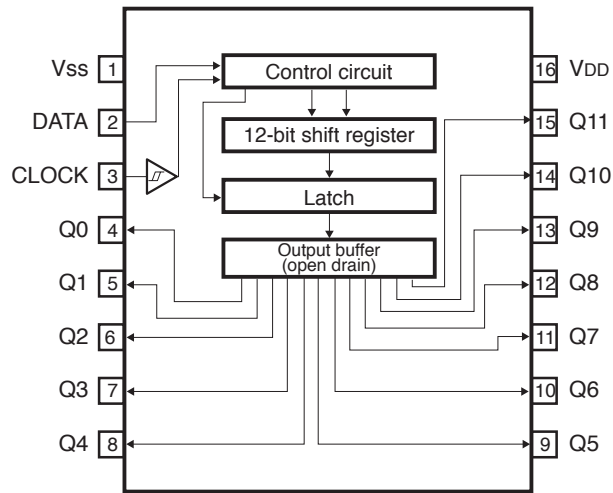 Vss 1
DATA 2
CLOCK 3
Q0 4
Q1 5
Q2 6
Q3 7
Q4 8
Control circuit
12-bit shift register
Latch
Output buffer
(open drain)
16 VDD
15 Q11
14 Q10
13 Q9
12 Q8
11 Q7
10 Q6
9 Q5